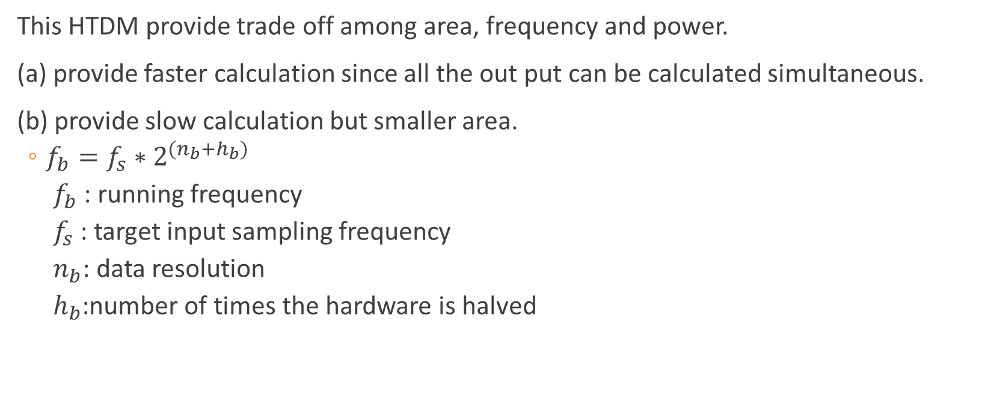 This HTDM provide trade off among area, frequency and power.
(a) provide faster calculation since all the out put can be calculated simultaneous.
(b) provide slow calculation but smaller area.
◦ $f_b = f_s * 2^{(n_b+h_b)}$
$f_b$ : running frequency
$f_s$ : target input sampling frequency
$n_b$: data resolution
$h_b$:number of times the hardware is halved